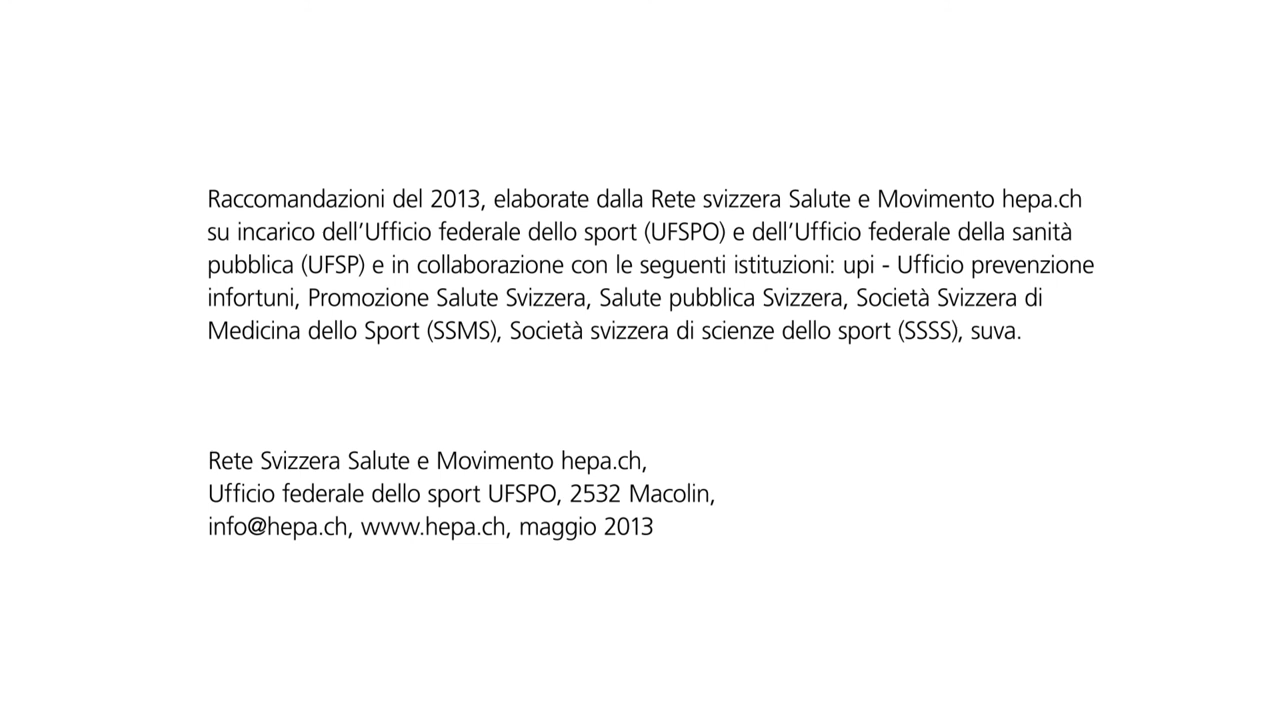 Raccomandazioni del 2013, elaborate dalla Rete svizzera Salute e Movimento hepa.ch
su incarico dell’Ufficio federale dello sport (UFSPO) e dell’Ufficio federale della sanità
pubblica (UFSP) e in collaborazione con le seguenti istituzioni: upi - Ufficio prevenzione
infortuni, Promozione Salute Svizzera, Salute pubblica Svizzera, Società Svizzera di
Medicina dello Sport (SSMS), Società svizzera di scienze dello sport (SSSS), suva.
Rete Svizzera Salute e Movimento hepa.ch,
Ufficio federale dello sport UFSPO, 2532 Macolin,
info@hepa.ch, www.hepa.ch, maggio 2013